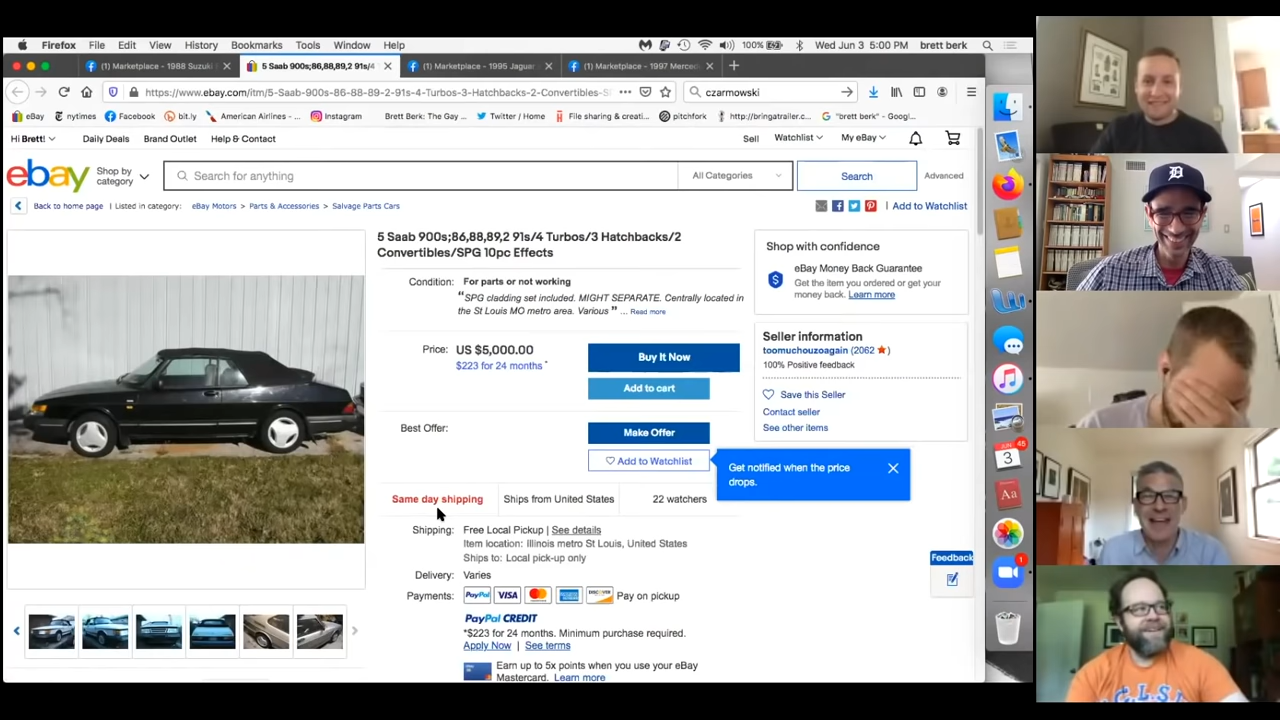 Firefox File Edit View History Bookmarks Tools Window Help
100% Wed Jun 3 5:00 PM brett berk
(1) Marketplace - 1988 Suzuki
5 Saab 900s;86,88,89,2 91s/4
(1) Marketplace - 1995 Jaguar
(1) Marketplace - 1997 Merced
https://www.ebay.com/itm/5-Saab-900s-86-88-89-2-91s-4-Turbos-3-Hatchbacks-2-Convertibles-S
czarmowski
eBay nytimes Facebook bit.ly American Airlines -... Instagram Brett Berk: The Gay ... Twitter / Home File sharing & creati... pitchfork http://bringatrailer.c... "brett berk" - Googl...
Hi Brett! Daily Deals Brand Outlet Help & Contact
Sell Watchlist My eBay
ebay
Shop by category
Search for anything
All Categories
Search
Advanced
Back to home page | Listed in category: eBay Motors > Parts & Accessories > Salvage Parts Cars
| Add to Watchlist
5 Saab 900s;86,88,89,2 91s/4 Turbos/3 Hatchbacks/2
Convertibles/SPG 10pc Effects
Condition: For parts or not working
“SPG cladding set included. MIGHT SEPARATE. Centrally located in
the St Louis MO metro area. Various ” ... Read more
Price: US $5,000.00
$223 for 24 months *
Buy It Now
Add to cart
Best Offer:
Make Offer
Add to Watchlist
Get notified when the price
drops.
Same day shipping
Ships from United States
22 watchers
Shipping: Free Local Pickup | See details
Item location: Illinois metro St Louis, United States
Ships to: Local pick-up only
Delivery: Varies
Payments: PayPal VISA DISCOVER Pay on pickup
PayPal CREDIT
*$223 for 24 months. Minimum purchase required.
Apply Now | See terms
Earn up to 5x points when you use your eBay
Mastercard. Learn more
Shop with confidence
eBay Money Back Guarantee
Get the item you ordered or get your
money back. Learn more
Seller information
toomuchouzoagain (2062 )
100% Positive feedback
Save this Seller
Contact seller
See other items
Feedback
JUN
3
45
Aa
1
D
CLSI